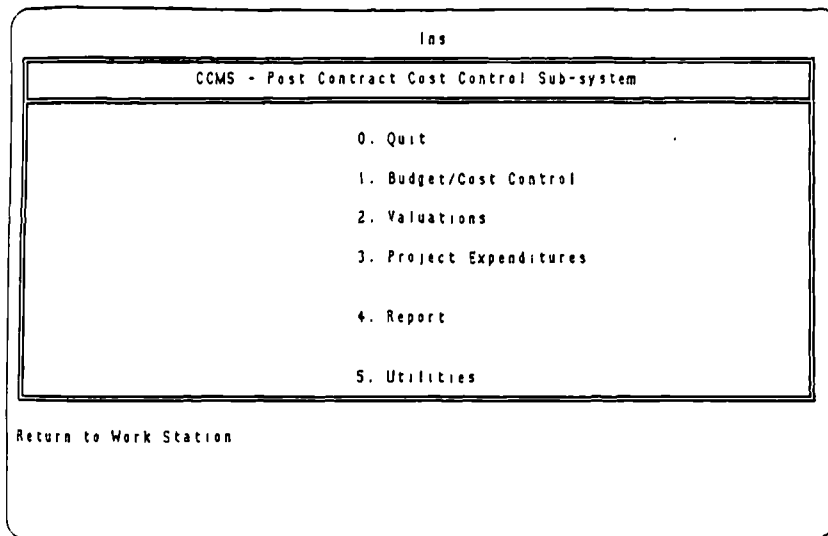 Ins
CCMS - Post Contract Cost Control Sub-system
0. Quit
1. Budget/Cost Control
2. Valuations
3. Project Expenditures
4. Report
5. Utilities
Return to Work Station